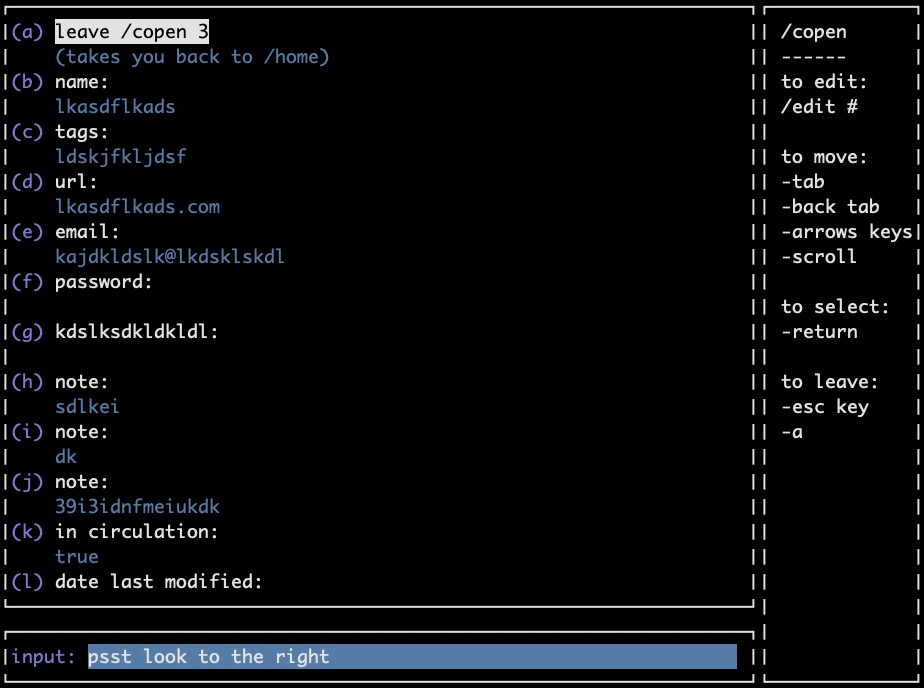 (a) leave /copen 3
(takes you back to /home)
(b) name:
lkasdflkads
(c) tags:
ldskjfkljdsf
(d) url:
lkasdflkads.com
(e) email:
kajdkldslk@lkdsklskdl
(f) password:
(g) kdslksdkldkldl:
(h) note:
sdlkei
(i) note:
dk
(j) note:
39i3idnfmeiukdk
(k) in circulation:
true
(l) date last modified:
input: psst look to the right
/copen
------
to edit:
/edit #
to move:
-tab
-back tab
-arrows keys
-scroll
to select:
-return
to leave:
-esc key
-a